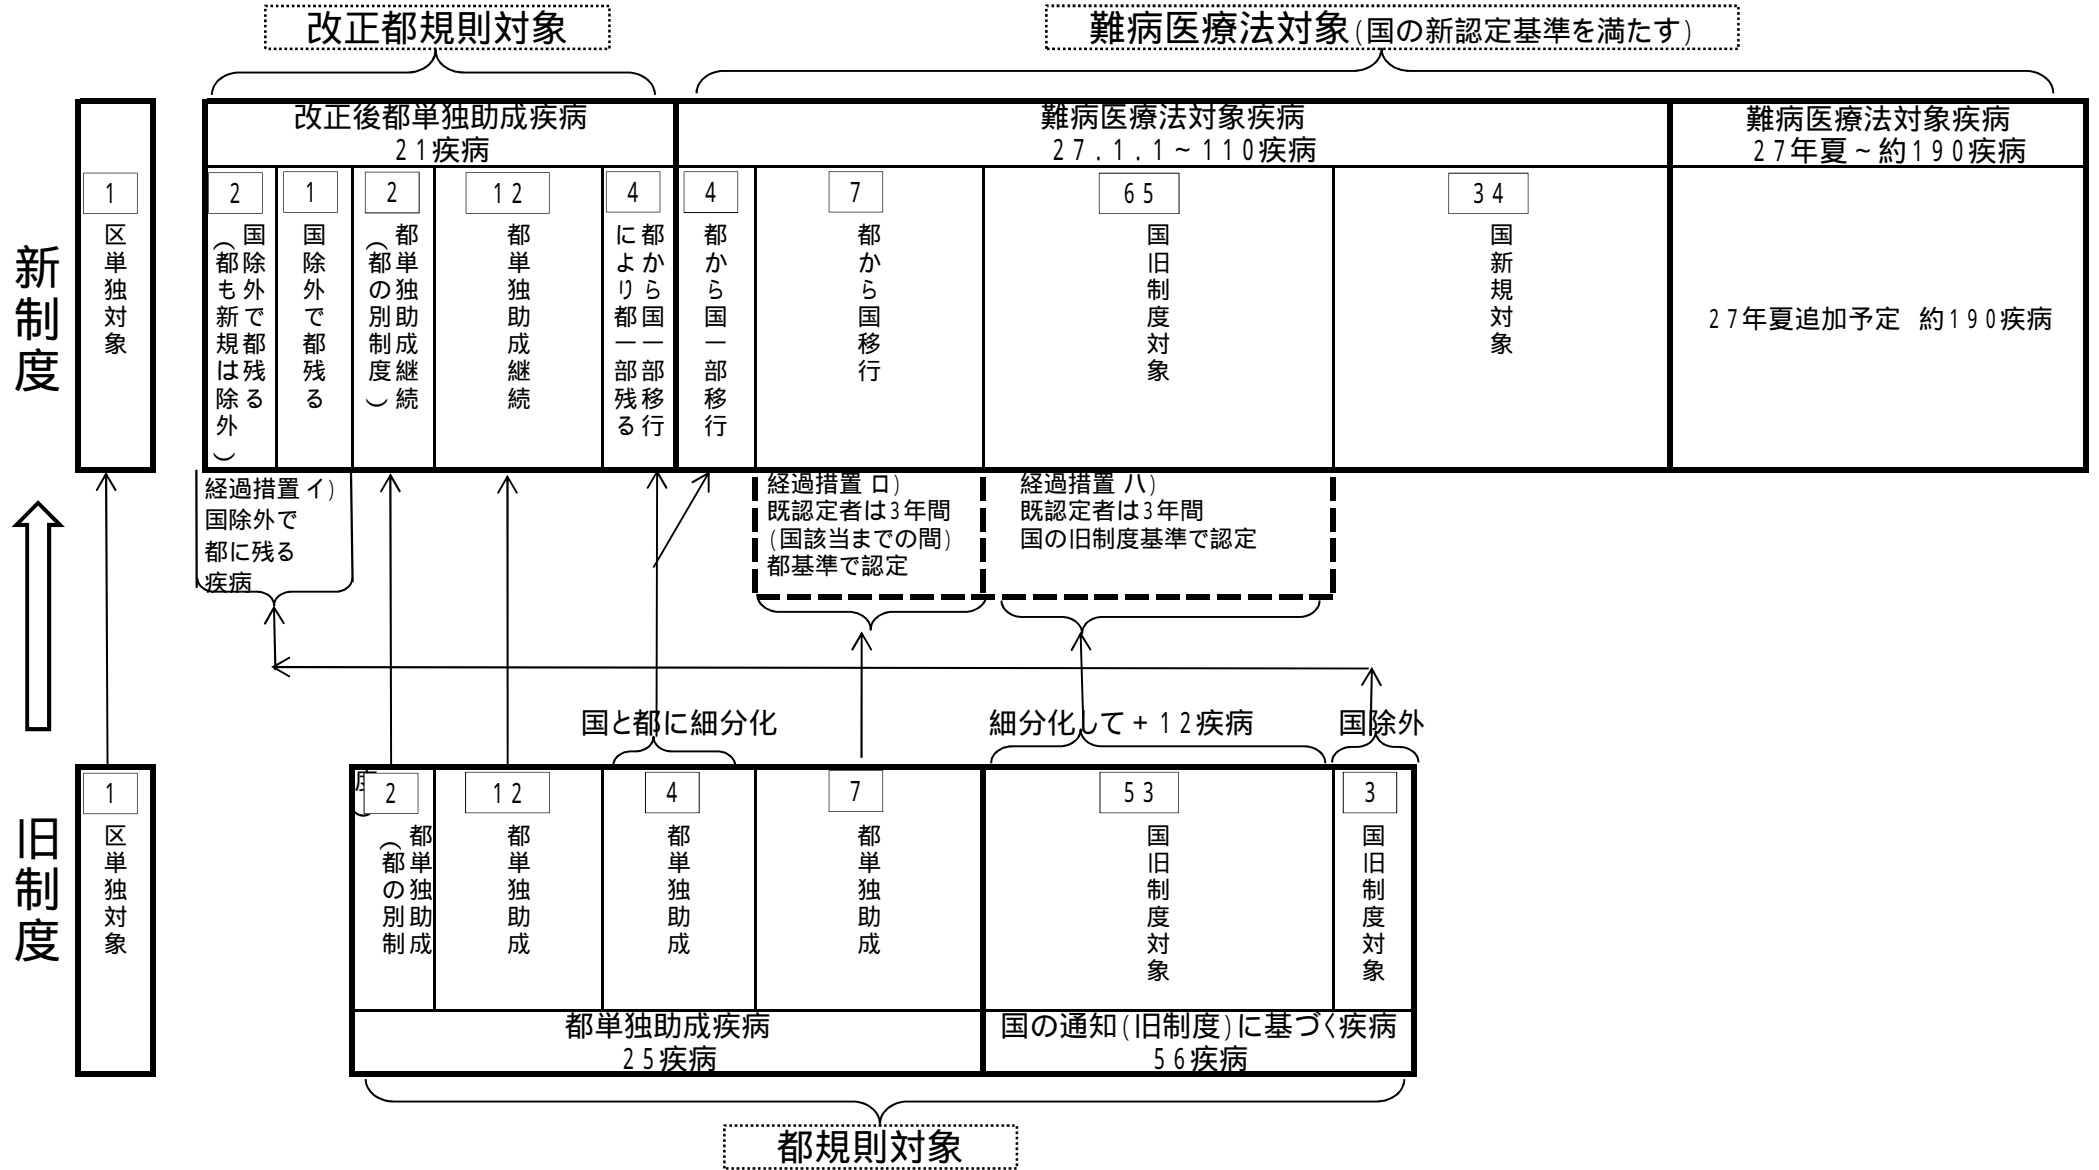 改正都規則対象
難病医療法対象(国の新認定基準を満たす)
新制度
1
区単独対象
改正後都単独助成疾病
21疾病
難病医療法対象疾病
27.1.1~110疾病
難病医療法対象疾病
27年夏~約190疾病
2
国除外で都残る
(都も新規は除外)
1
国除外で都残る
2
都単独助成継続
(都の別制度)
12
都単独助成継続
4
都から国一部移行
により都一部残る
4
都から国一部移行
7
都から国移行
65
国旧制度対象
34
国新規対象
27年夏追加予定 約190疾病
経過措置 イ)
国除外で
都に残る
疾病
経過措置 ロ)
既認定者は3年間
(国該当までの間)
都基準で認定
経過措置 ハ)
既認定者は3年間
国の旧制度基準で認定
国と都に細分化
細分化して+12疾病
国除外
旧制度
1
区単独対象
2
都単独助成
(都の別制
度)
12
都単独助成
4
都単独助成
7
都単独助成
53
国旧制度対象
3
国旧制度対象
都単独助成疾病
25疾病
国の通知(旧制度)に基づく疾病
56疾病
都規則対象